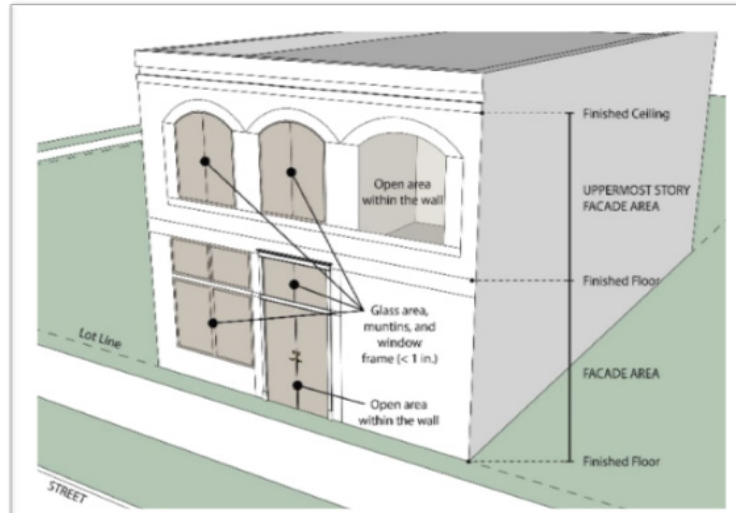 Finished Ceiling
Open area
within the wall
UPPERMOST STORY
FACADE AREA
Finished Floor
Glass area,
muntins, and
window
frame (< 1 in.)
Lot Line
FACADE AREA
Open area
within the wall
Finished Floor
STREET